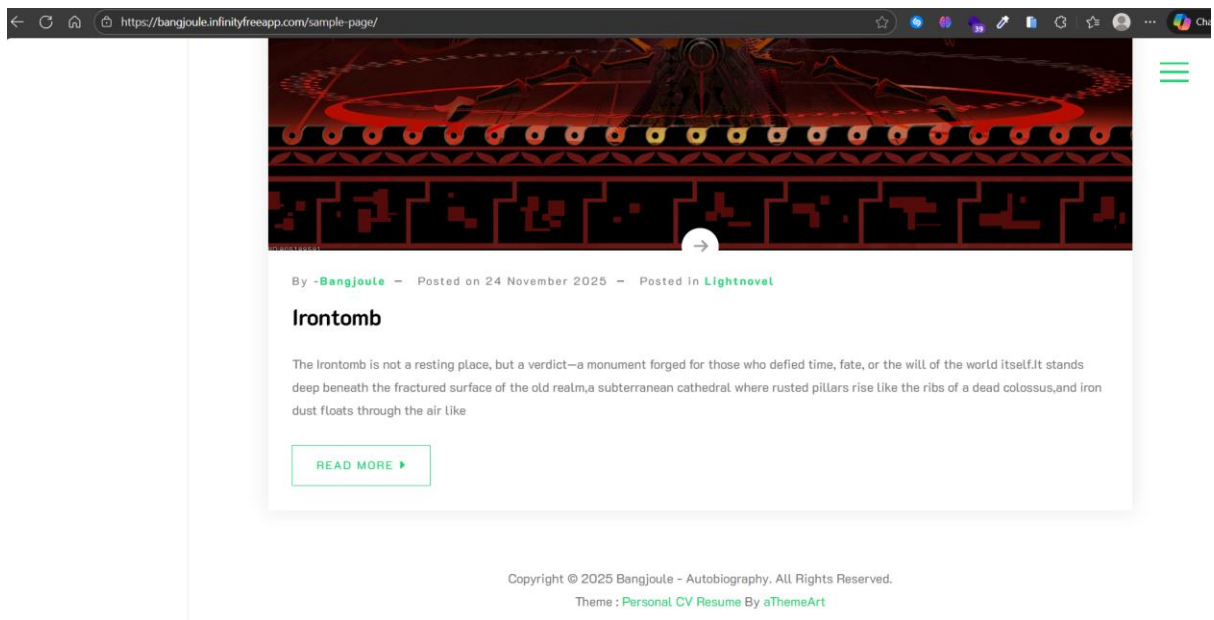 https://bangjoule.infinityfreeapp.com/sample-page/
39
Cha
By -Bangjoule — Posted on 24 November 2025 — Posted in Lightnovel
Irontomb
The Irontomb is not a resting place, but a verdict—a monument forged for those who defied time, fate, or the will of the world itself.It stands
deep beneath the fractured surface of the old realm,a subterranean cathedral where rusted pillars rise like the ribs of a dead colossus,and iron
dust floats through the air like
READ MORE
Copyright © 2025 Bangjoule - Autobiography. All Rights Reserved.
Theme : Personal CV Resume By aThemeArt